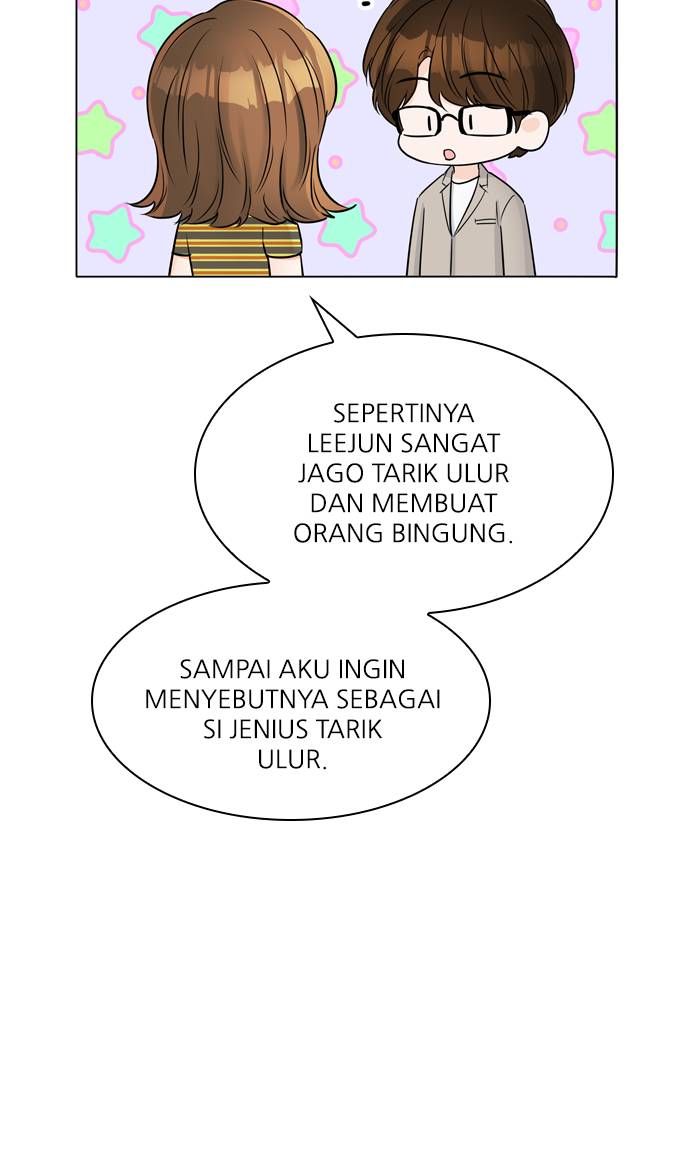 SEPERTINYA
LEEJUN SANGAT
JAGO TARIK ULUR
DAN MEMBUAT
ORANG BINGUNG.
SAMPAI AKU INGIN
MENYEBUTNYA SEBAGAI
SI JENIUS TARIK
ULUR.